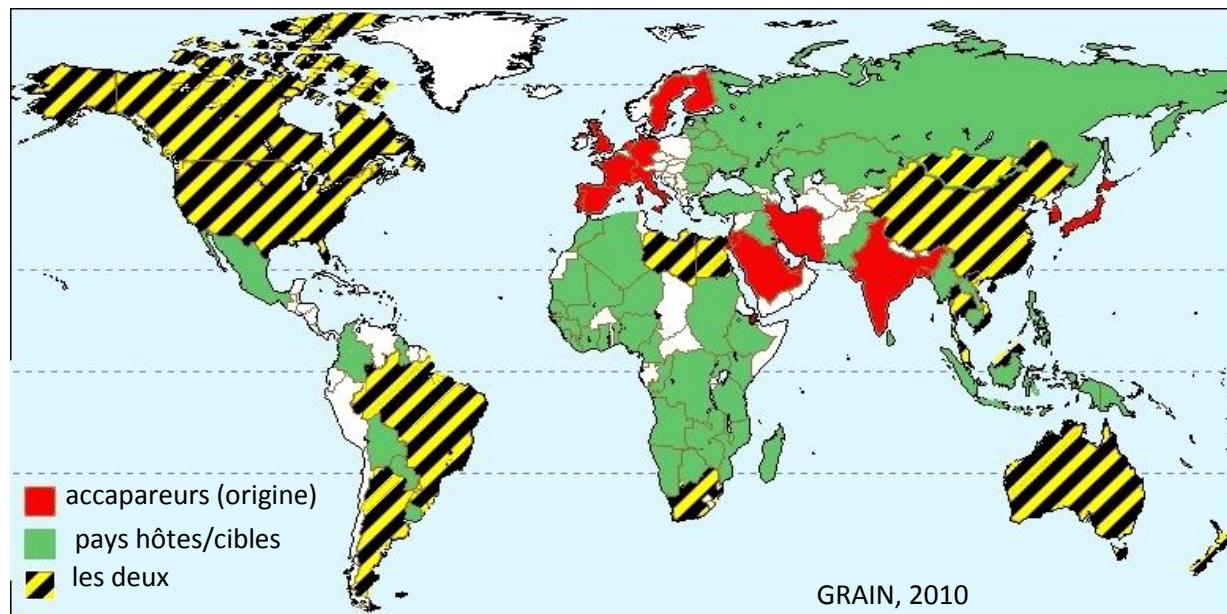 accapareurs (origine)
pays hôtes/cibles
les deux
GRAIN, 2010